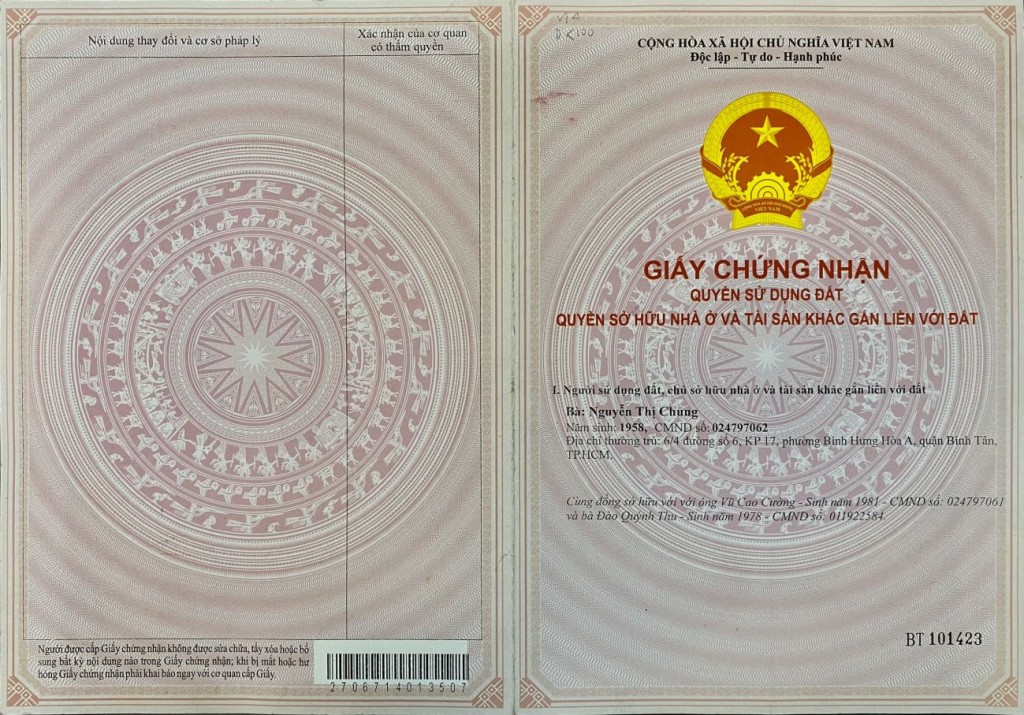 Nội dung thay đổi và cơ sở pháp lý
Xác nhận của cơ quan
có thẩm quyền
Người được cấp Giấy chứng nhận không được sửa chữa, tẩy xóa hoặc bổ
sung bất kỳ nội dung nào trong Giấy chứng nhận; khi bị mất hoặc hư
hỏng Giấy chứng nhận phải khai báo ngay với cơ quan cấp Giấy.
2706714013507
CỘNG HÒA XÃ HỘI CHỦ NGHĨA VIỆT NAM
Độc lập - Tự do - Hạnh phúc
VIỆT NAM
GIẤY CHỨNG NHẬN
QUYỀN SỬ DỤNG ĐẤT
QUYỀN SỞ HỮU NHÀ Ở VÀ TÀI SẢN KHÁC GẮN LIỀN VỚI ĐẤT
I. Người sử dụng đất, chủ sở hữu nhà ở và tài sản khác gắn liền với đất
Bà: Nguyễn Thị Chung
Năm sinh: 1958, CMND số: 024797062
Địa chỉ thường trú: 6/4 đường số 6, KP 17, phường Bình Hưng Hòa A, quận Bình Tân,
TP.HCM.
Cùng đồng sở hữu với với ông Vũ Cao Cường - Sinh năm 1981 - CMND số: 024797061
và bà Đào Quỳnh Thu - Sinh năm 1978 - CMND số: 011922584.
BT 101423